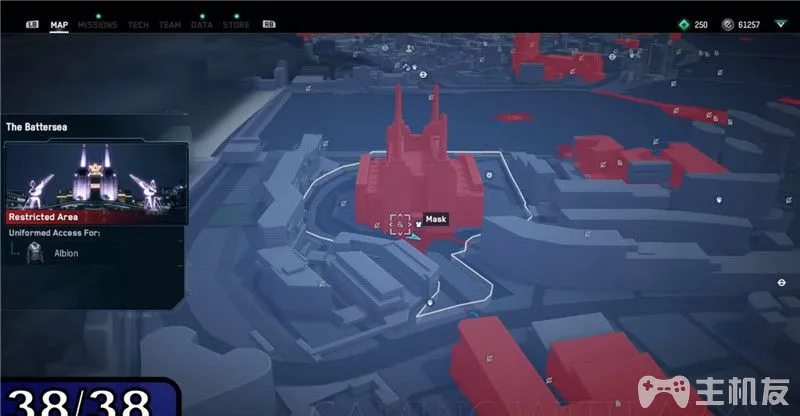 LB MAP MISSIONS TECH TEAM DATA STORE RB 250 61257
The Battersea
Restricted Area
Uniformed Access For:
Albion
Mask
38/38
主机友